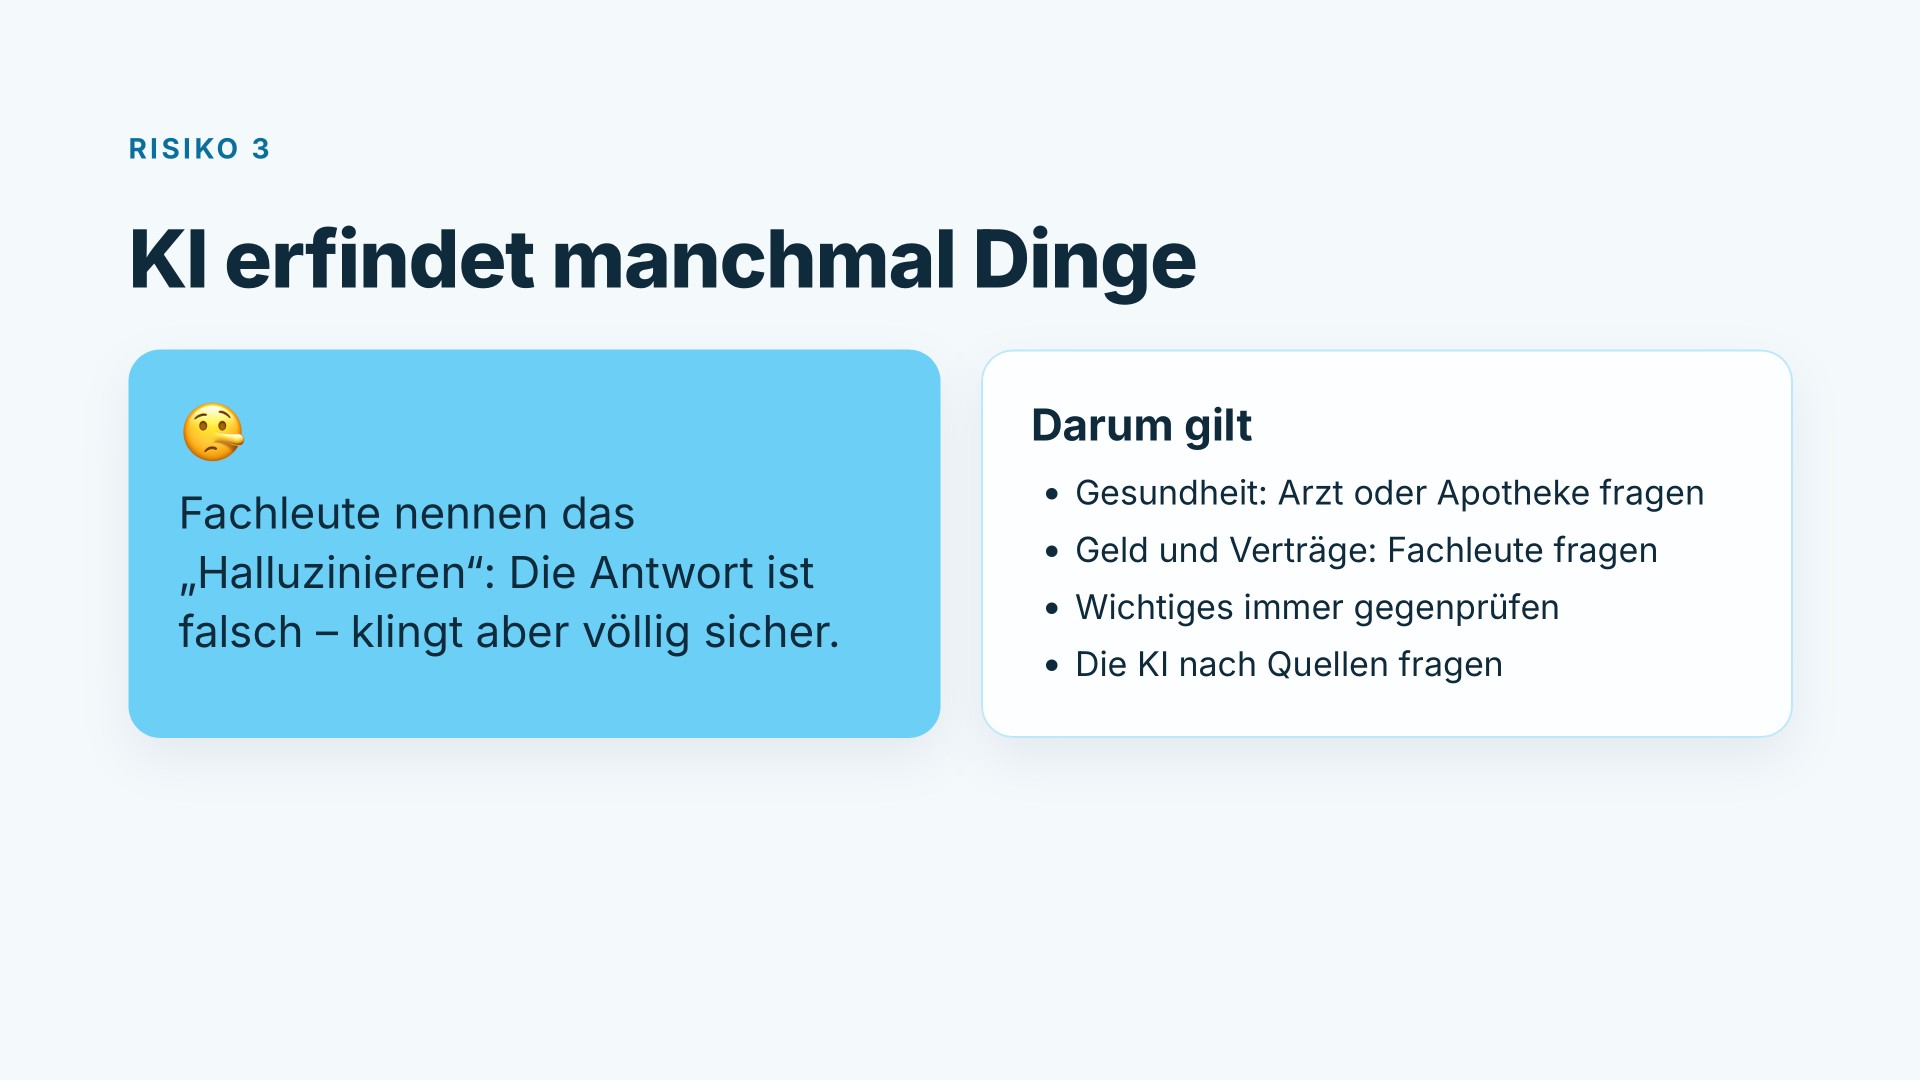 RISIKO 3
KI erfindet manchmal Dinge
Fachleute nennen das
„Halluzinieren“: Die Antwort ist
falsch – klingt aber völlig sicher.
Darum gilt
• Gesundheit: Arzt oder Apotheke fragen
• Geld und Verträge: Fachleute fragen
• Wichtiges immer gegenprüfen
• Die KI nach Quellen fragen